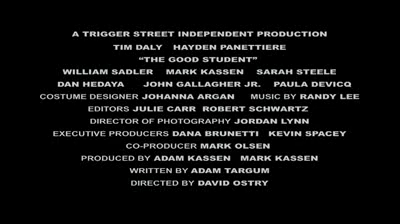 A TRIGGER STREET INDEPENDENT PRODUCTION
TIM DALY HAYDEN PANETTIERE
"THE GOOD STUDENT"
WILLIAM SADLER MARK KASSEN SARAH STEELE
DAN HEDAYA JOHN GALLAGHER JR. PAULA DEVICQ
COSTUME DESIGNER JOHANNA ARGAN MUSIC BY RANDY LEE
EDITORS JULIE CARR ROBERT SCHWARTZ
DIRECTOR OF PHOTOGRAPHY JORDAN LYNN
EXECUTIVE PRODUCERS DANA BRUNETTI KEVIN SPACEY
CO-PRODUCER MARK OLSEN
PRODUCED BY ADAM KASSEN MARK KASSEN
WRITTEN BY ADAM TARGUM
DIRECTED BY DAVID OSTRY